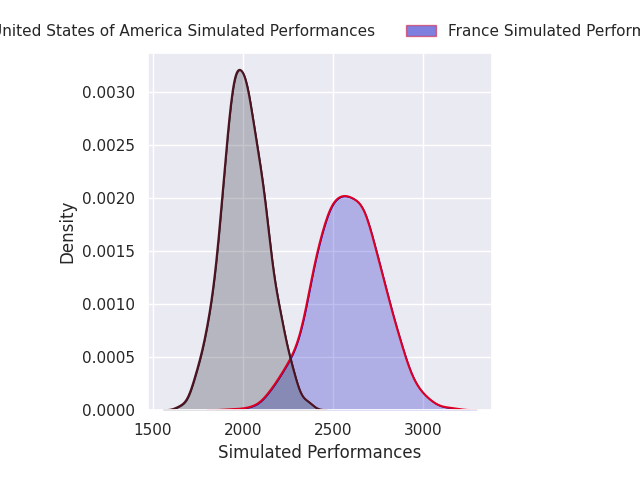 United States of America Simulated Performances France Simulated Perform
0.0030
0.0025
0.0020
0.0015
0.0010
0.0005
0.0000
Density
1500 2000 2500 3000
Simulated Performances